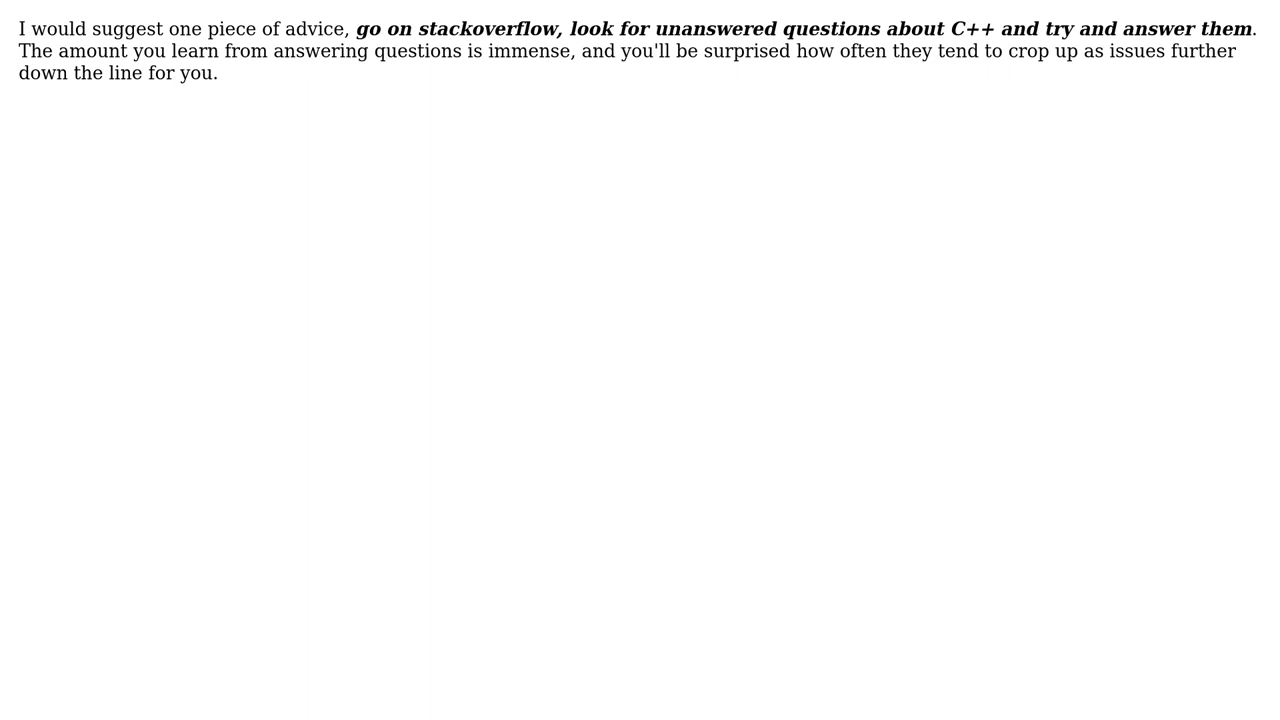 I would suggest one piece of advice, go on stackoverflow, look for unanswered questions about C++ and try and answer them.
The amount you learn from answering questions is immense, and you'll be surprised how often they tend to crop up as issues further
down the line for you.